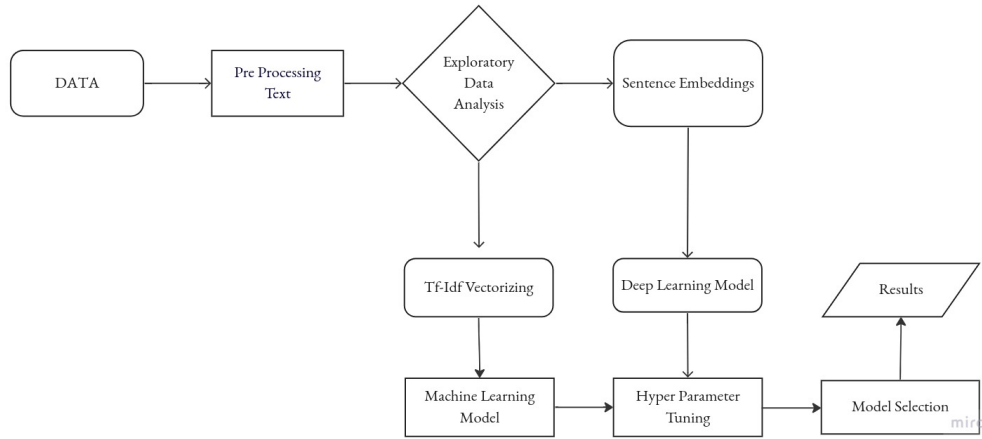 DATA
Pre Processing
Text
Exploratory
Data
Analysis
Sentence Embeddings
Tf-Idf Vectorizing
Deep Learning Model
Results
Machine Learning
Model
Hyper Parameter
Tuning
Model Selection